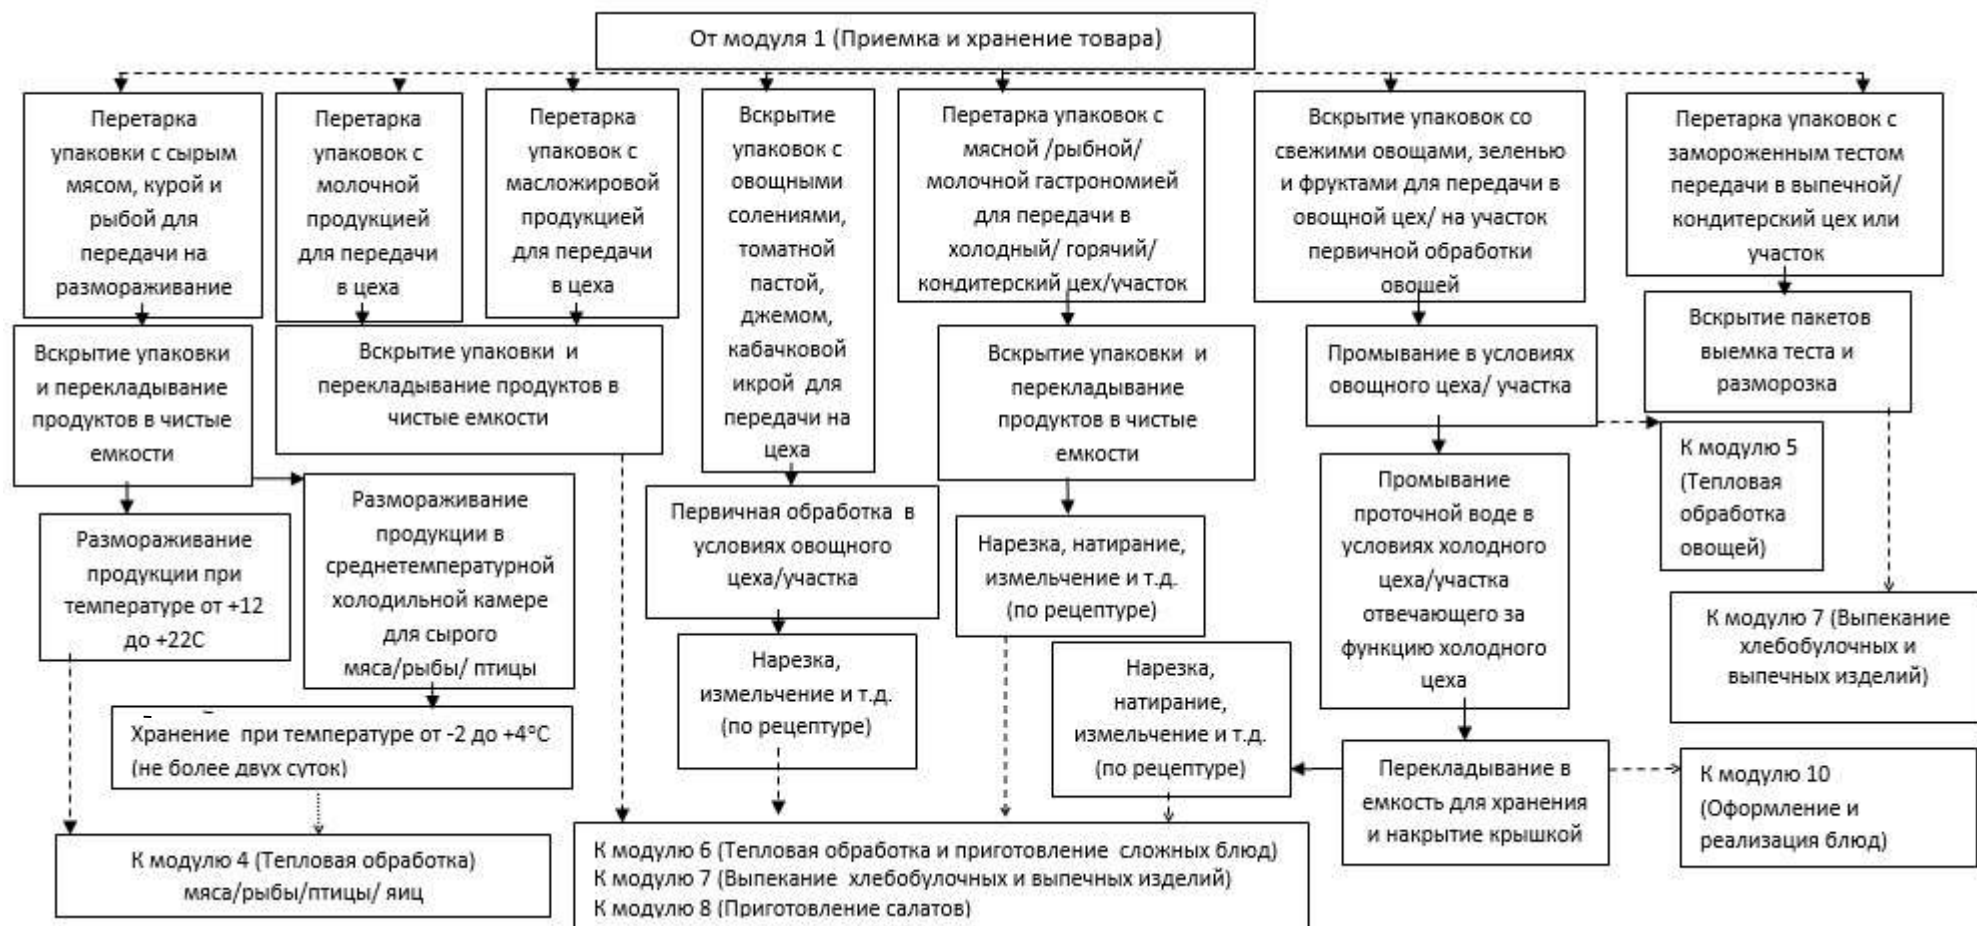 От модуля 1 (Приемка и хранение товара)
Перетарка
упаковки с сырым
мясом, курой и
рыбой для
передачи на
размораживание
Перетарка
упаковок с
молочной
продукцией
для передачи
в цеха
Перетарка
упаковок с
масложировой
продукцией
для передачи
в цеха
Вскрытие
упаковок с
овощными
солениями,
томатной
пастой,
джемом,
кабачковой
икрой для
передачи на
цеха
Перетарка упаковок с
мясной /рыбной/
молочной гастрономией
для передачи в
холодный/ горячий/
кондитерский цех/участок
Вскрытие упаковок со
свежими овощами, зеленью
и фруктами для передачи в
овощной цех/ на участок
первичной обработки
овощей
Перетарка упаковок с
замороженным тестом
передачи в выпечной/
кондитерский цех или
участок
Вскрытие упаковки
и перекладывание
продуктов в чистые
емкости
Вскрытие упаковки и
перекладывание продуктов в
чистые емкости
Вскрытие упаковки и
перекладывание
продуктов в чистые
емкости
Промывание в условиях
овощного цеха/ участка
Вскрытие пакетов
выемка теста и
разморозка
Размораживание
продукции при
температуре от +12
до +22С
Размораживание
продукции в
среднетемпературной
холодильной камере
для сырого
мяса/рыбы/ птицы
Первичная обработка в
условиях овощного
цеха/участка
Нарезка, натирание,
измельчение и т.д.
(по рецептуре)
Промывание
проточной воде в
условиях холодного
цеха/участка
отвечающего за
функцию холодного
цеха
К модулю 5
(Тепловая
обработка
овощей)
К модулю 7 (Выпекание
хлебобулочных и
выпечных изделий)
Хранение при температуре от -2 до +4°С
(не более двух суток)
Нарезка,
измельчение и т.д.
(по рецептуре)
Нарезка,
натирание,
измельчение и т.д.
(по рецептуре)
Перекладывание в
емкость для хранения
и накрытие крышкой
К модулю 10
(Оформление и
реализация блюд)
К модулю 4 (Тепловая обработка)
мяса/рыбы/птицы/ яиц
К модулю 6 (Тепловая обработка и приготовление сложных блюд)
К модулю 7 (Выпекание хлебобулочных и выпечных изделий)
К модулю 8 (Приготовление салатов)